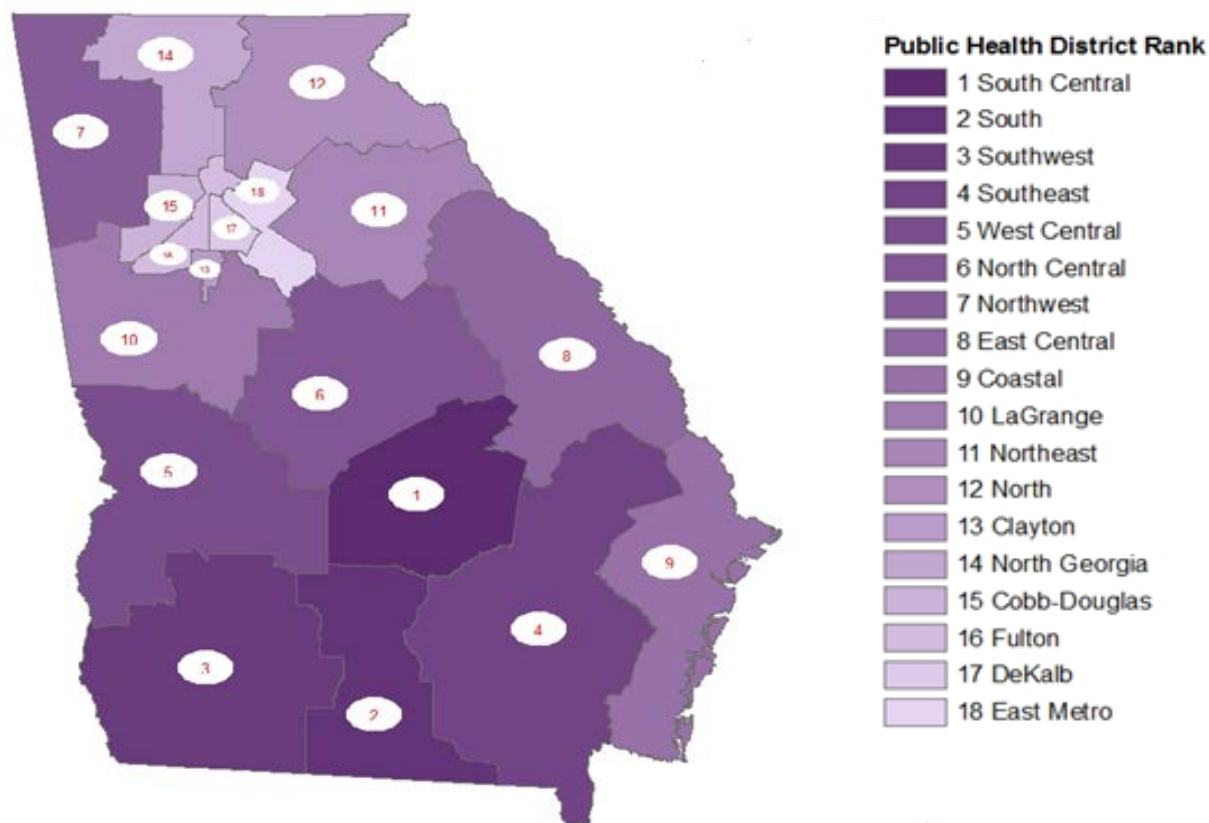 Public Health District Rank
1 South Central
2 South
3 Southwest
4 Southeast
5 West Central
6 North Central
7 Northwest
8 East Central
9 Coastal
10 LaGrange
11 Northeast
12 North
13 Clayton
14 North Georgia
15 Cobb-Douglas
16 Fulton
17 DeKalb
18 East Metro
14
12
7
18
15
11
17
16
13
10
8
6
5
1
9
4
3
2